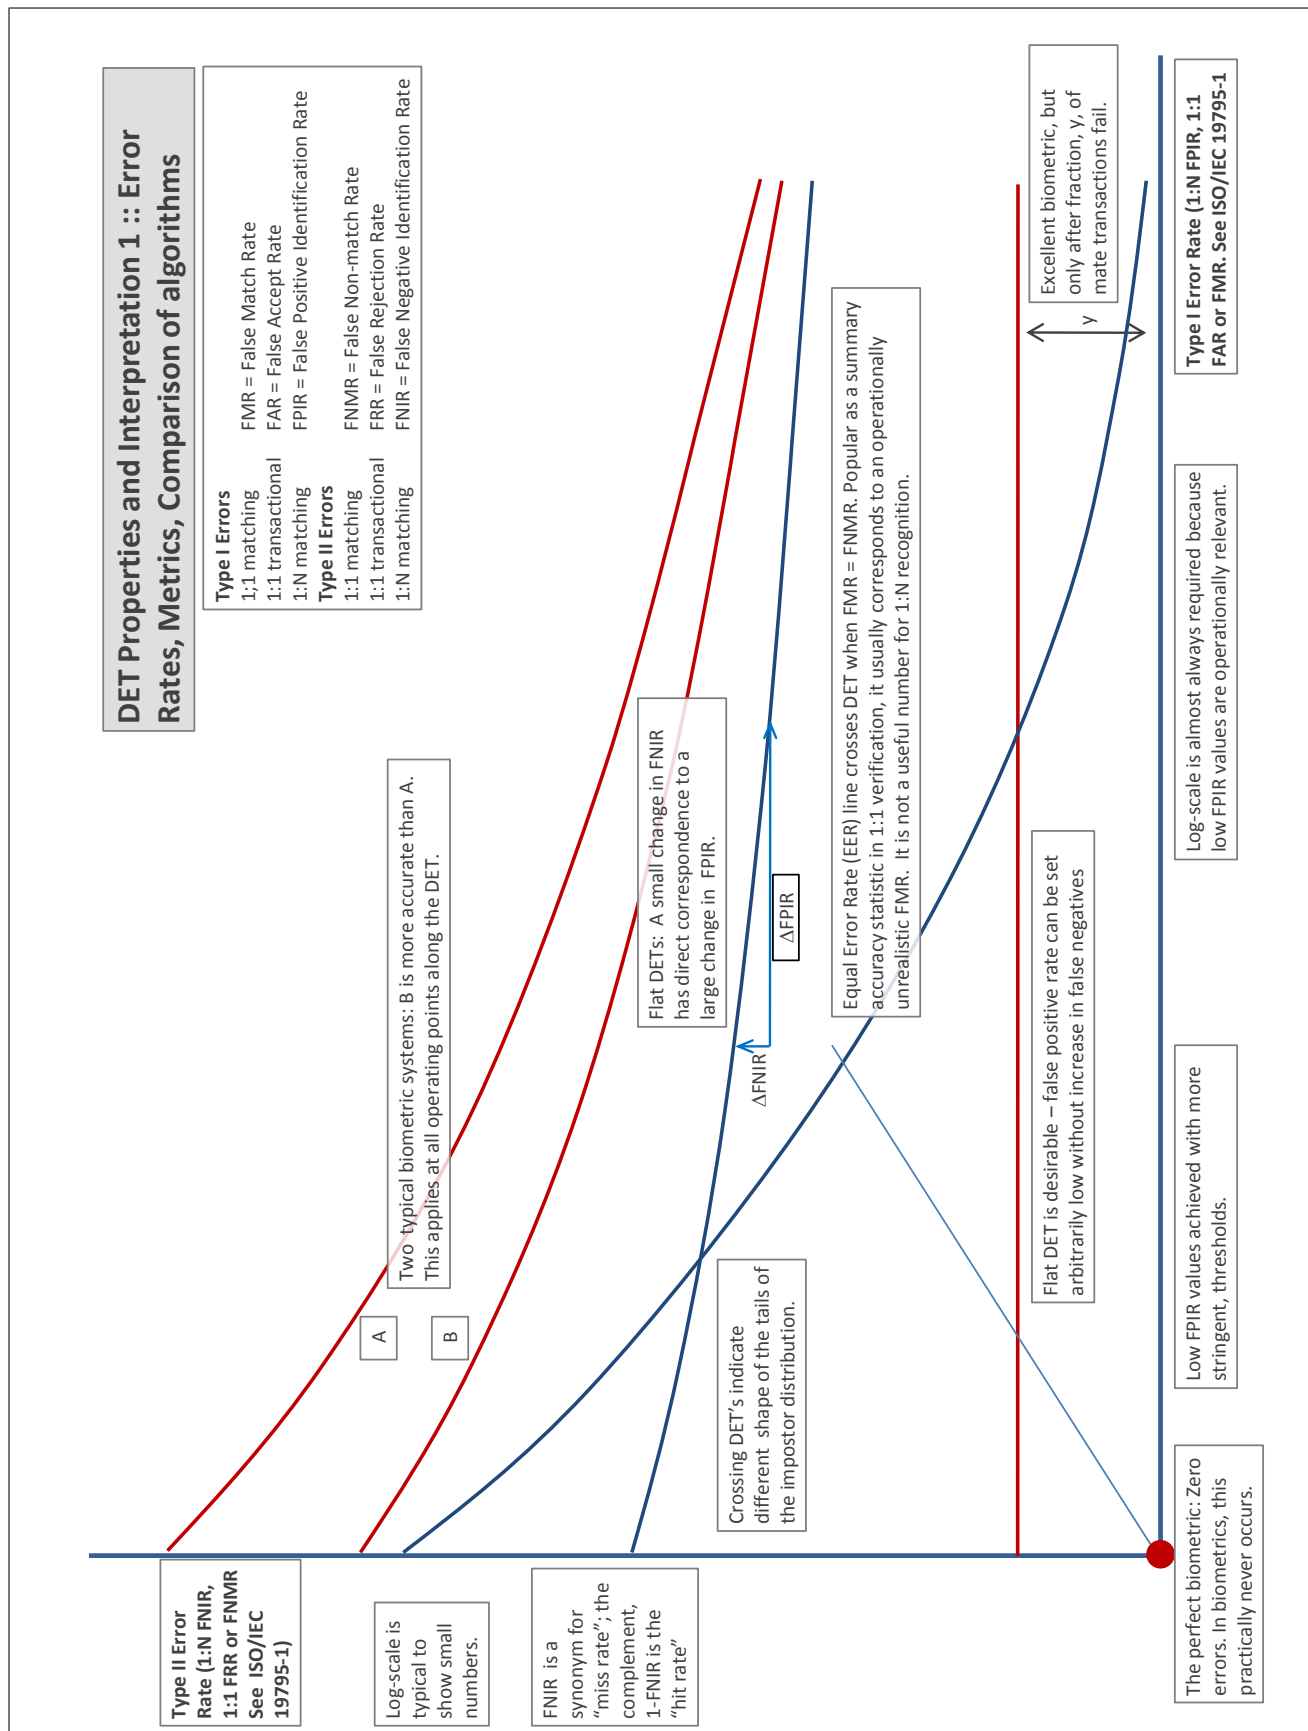 DET Properties and Interpretation 1 :: Error
Rates, Metrics, Comparison of algorithms
Type I Errors
1;1 matching FMR = False Match Rate
1:1 transactional FAR = False Accept Rate
1:N matching FPIR = False Positive Identification Rate
Type II Errors
1:1 matching FNMR = False Non-match Rate
1:1 transactional FRR = False Rejection Rate
1:N matching FNIR = False Negative Identification Rate
Type II Error
Rate (1:N FNIR,
1:1 FRR or FNMR
See ISO/IEC
19795-1)
Log-scale is
typical to
show small
numbers.
FNIR is a
synonym for
“miss rate”; the
complement,
1-FNIR is the
“hit rate”
A
B
Two typical biometric systems: B is more accurate than A.
This applies at all operating points along the DET.
Flat DETs: A small change in FNIR
has direct correspondence to a
large change in FPIR.
ΔFNIR
ΔFPIR
Crossing DET's indicate
different shape of the tails of
the impostor distribution.
Equal Error Rate (EER) line crosses DET when FMR = FNMR. Popular as a summary
accuracy statistic in 1:1 verification, it usually corresponds to an operationally
unrealistic FMR. It is not a useful number for 1:N recognition.
Flat DET is desirable – false positive rate can be set
arbitrarily low without increase in false negatives
y
Excellent biometric, but
only after fraction, y, of
mate transactions fail.
The perfect biometric: Zero
errors. In biometrics, this
practically never occurs.
Low FPIR values achieved with more
stringent, thresholds.
Log-scale is almost always required because
low FPIR values are operationally relevant.
Type I Error Rate (1:N FPIR, 1:1
FAR or FMR. See ISO/IEC 19795-1